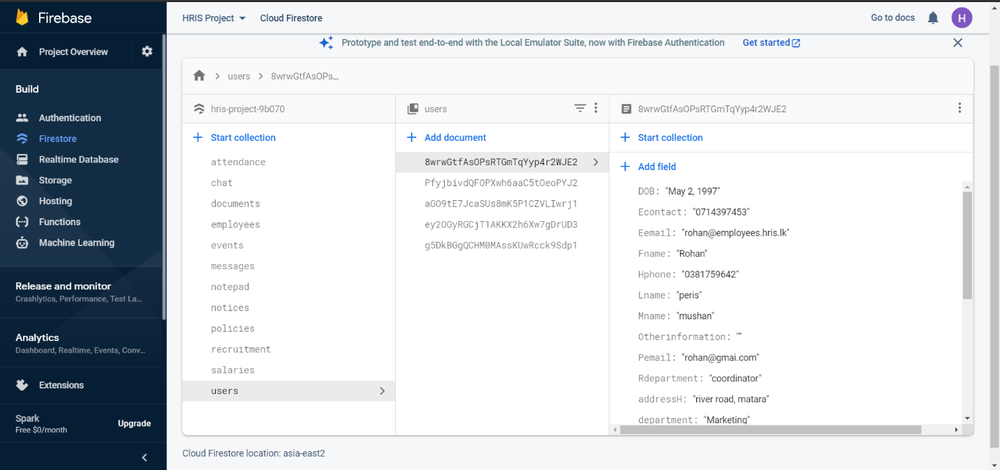 Firebase
Project Overview
Build
Authentication
Firestore
Realtime Database
Storage
Hosting
Functions
Machine Learning
Release and monitor
Crashlytics, Performance, Test La...
Analytics
Dashboard, Realtime, Events, Conv...
Extensions
Spark
Free $0/month
Upgrade
HRIS Project
Cloud Firestore
Go to docs
H
Prototype and test end-to-end with the Local Emulator Suite, now with Firebase Authentication
Get started
users
8wrwGtfAsOPs...
hris-project-9b070
Start collection
attendance
chat
documents
employees
events
messages
notepad
notices
policies
recruitment
salaries
users
users
Add document
8wrwGtfAsOPsRTGmTqYyp4r2WJE2
PfyjbivdQFOPXwh6aaC5tOeoPYJ2
aGO9tE7JcaSUs8mK5P1CZVLIwrj1
ey2OGyRGCjT1AKKX2h6Xw7gDrUD3
g5DkBGgQCHM0MAssKUwRcck9Sdp1
8wrwGtfAsOPsRTGmTqYyp4r2WJE2
Start collection
Add field
DOB: "May 2, 1997"
Econtact: "0714397453"
Eemail: "rohan@employees.hris.lk"
Fname: "Rohan"
Hphone: "0381759642"
Lname: "peris"
Mname: "mushan"
Otherinformation: ""
Pemail: "rohan@gmai.com"
Rdepartment: "coordinator"
addressH: "river road, matara"
department: "Marketing"
Cloud Firestore location: asia-east2